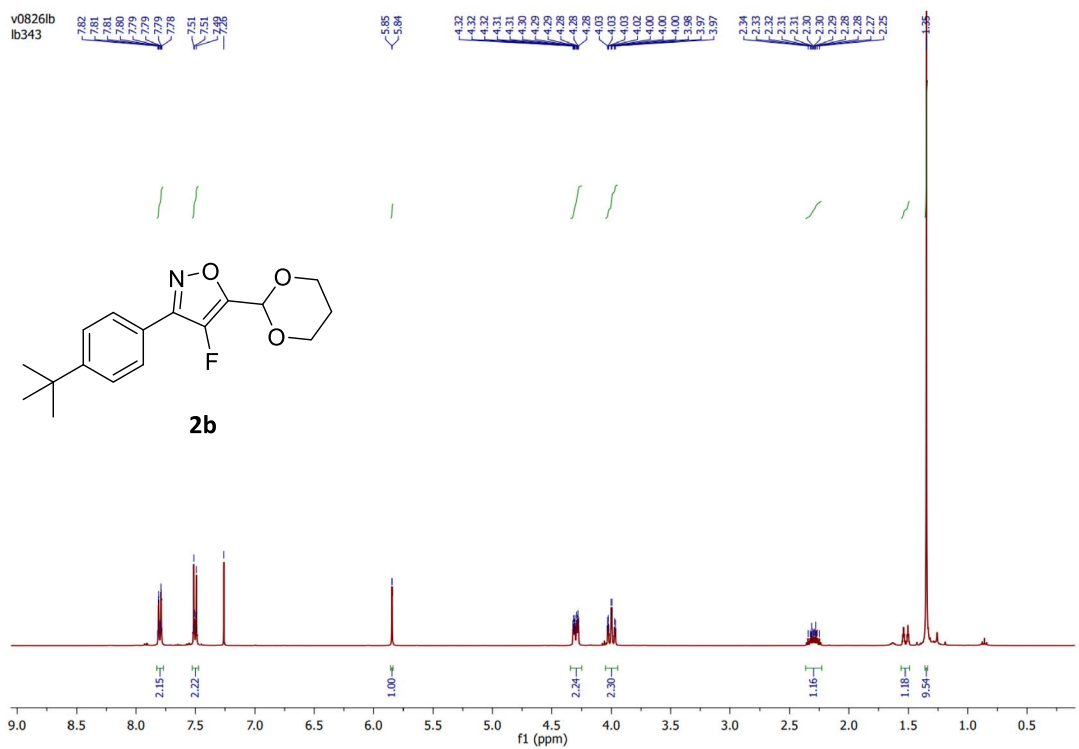 v0826lb
lb343
7.82 7.81 7.81 7.80 7.79 7.79 7.79 7.78 7.51 7.51 7.49 7.26 5.85 5.84 4.32 4.32 4.32 4.31 4.31 4.30 4.29 4.29 4.28 4.28 4.28 4.03 4.03 4.03 4.02 4.00 4.00 4.00 3.98 3.97 3.97 2.34 2.33 2.32 2.31 2.31 2.30 2.30 2.29 2.28 2.28 2.27 2.25 1.35
N O O
O
F
2b
2.15 2.22 1.00 2.24 2.30 1.16 1.18 9.54
9.0 8.5 8.0 7.5 7.0 6.5 6.0 5.5 5.0 4.5 4.0 3.5 3.0 2.5 2.0 1.5 1.0 0.5
f1 (ppm)